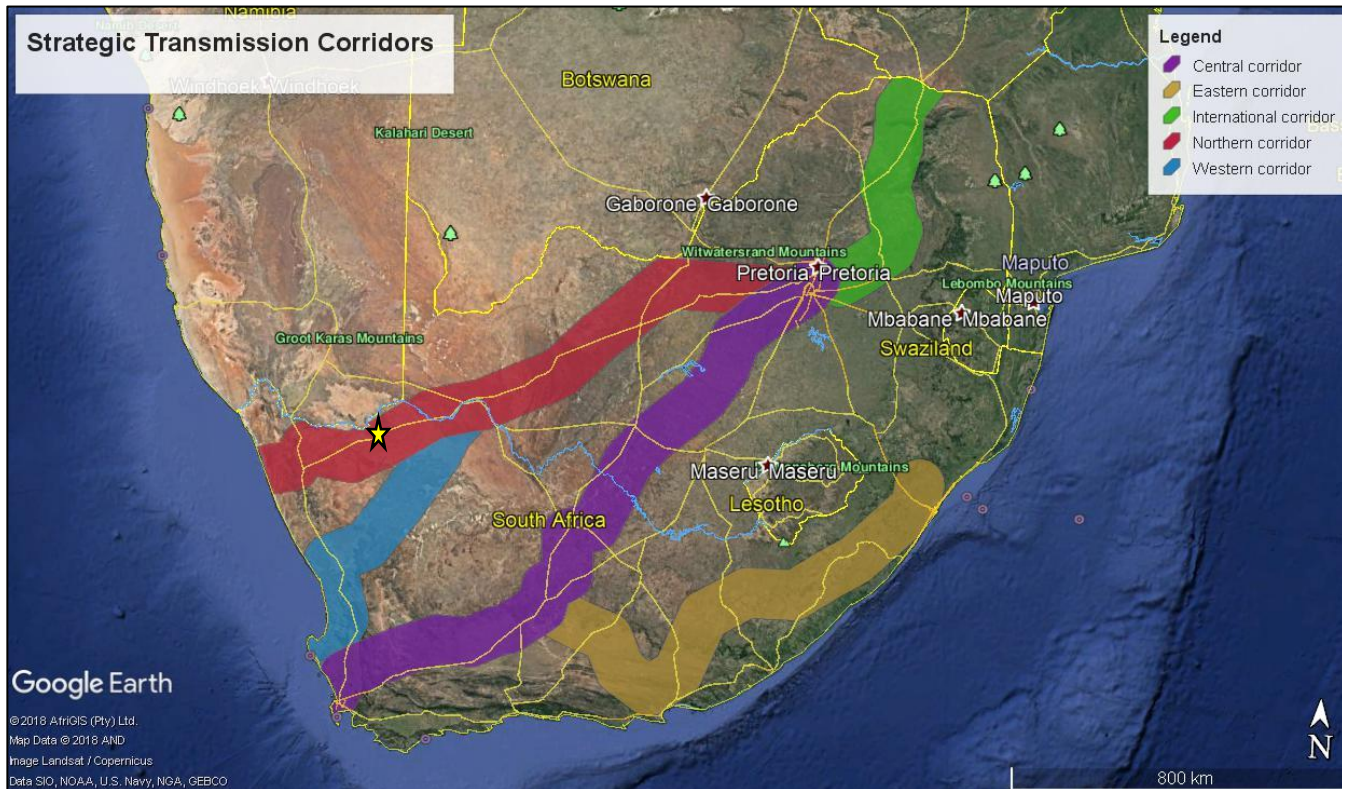 Namibia
Strategic Transmission Corridors
Windhoek Windhoek
Botswana
Kalahari Desert
Legend
Central corridor
Eastern corridor
International corridor
Northern corridor
Western corridor
Gaborone Gaborone
Witwatersrand Mountains
Pretoria Pretoria
Maputo
Lebombo Mountains
Maputo
Mbabane Mbabane
Swaziland
Groot Karas Mountains
Maseru Maseru
Mountains
Lesotho
South Africa
Google Earth
©2018 AfriGIS (Pty) Ltd.
Map Data © 2018 AND
Image Landsat / Copernicus
Data SIO, NOAA, U.S. Navy, NGA, GEBCO
N
800 km